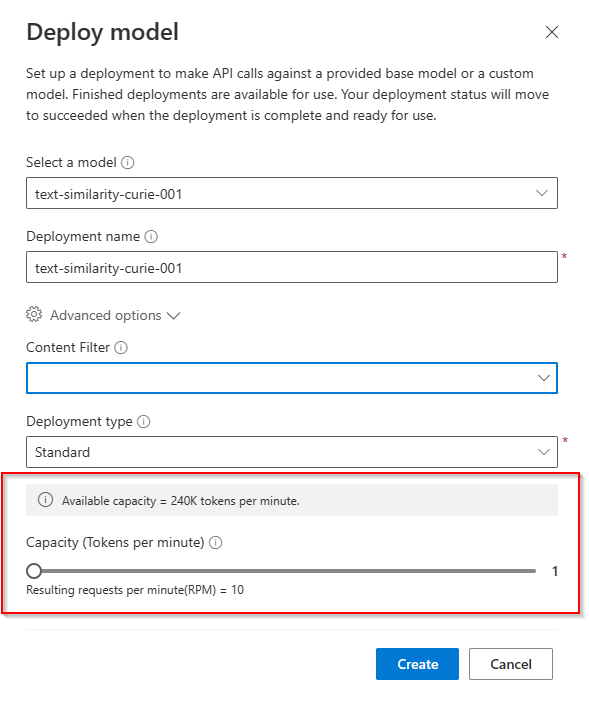 Deploy model
Set up a deployment to make API calls against a provided base model or a custom
model. Finished deployments are available for use. Your deployment status will move
to succeeded when the deployment is complete and ready for use.
Select a model
text-similarity-curie-001
Deployment name
text-similarity-curie-001
*
Advanced options
Content Filter
Deployment type
Standard
*
Available capacity = 240K tokens per minute.
Capacity (Tokens per minute)
1
Resulting requests per minute(RPM) = 10
Create
Cancel